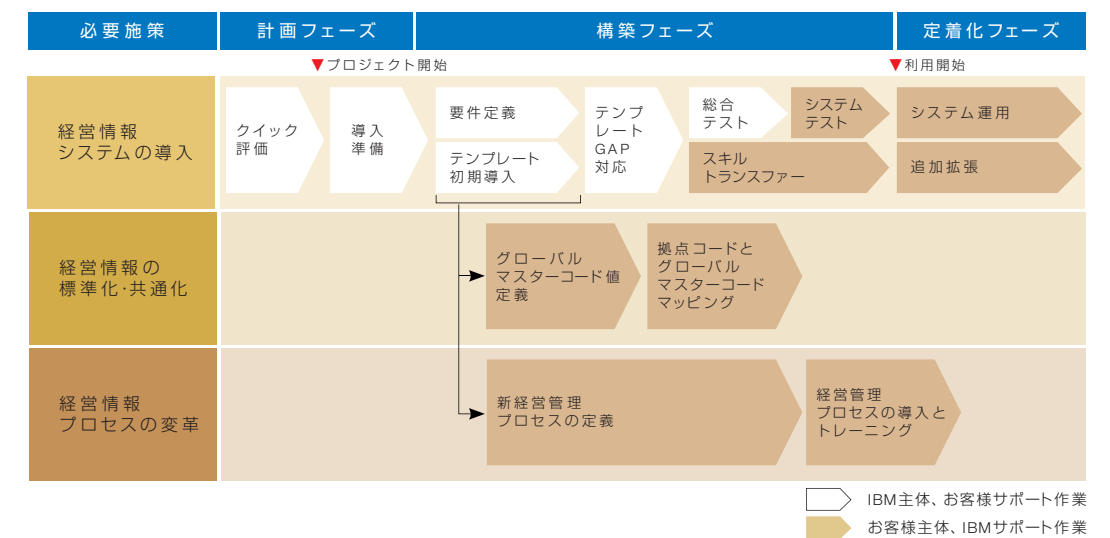 必要施策
計画フェーズ
構築フェーズ
定着化フェーズ
▼プロジェクト開始
▼利用開始
経営情報
システムの導入
クイック
評価
導入
準備
要件定義
テンプレート
初期導入
テンプ
レート
GAP
対応
総合
テスト
システム
テスト
スキル
トランスファー
システム運用
追加拡張
経営情報の
標準化・共通化
グローバル
マスターコード値
定義
拠点コードと
グローバル
マスターコード
マッピング
経営情報
プロセスの変革
新経営管理
プロセスの定義
経営管理
プロセスの導入と
トレーニング
IBM主体、お客様サポート作業
お客様主体、IBMサポート作業